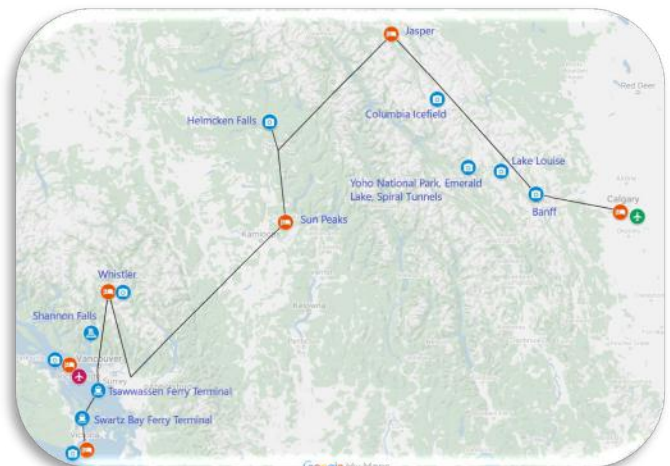 Jasper
Red Deer
Columbia Icefield
Helmcken Falls
Lake Louise
Yoho National Park, Emerald
Lake, Spiral Tunnels
Calgary
Banff
Sun Peaks
Kamloops
Whistler
Kelowna
Shannon Falls
Vancouver
Surrey
Tsawwassen Ferry Terminal
Swartz Bay Ferry Terminal
Victoria
Google My Maps